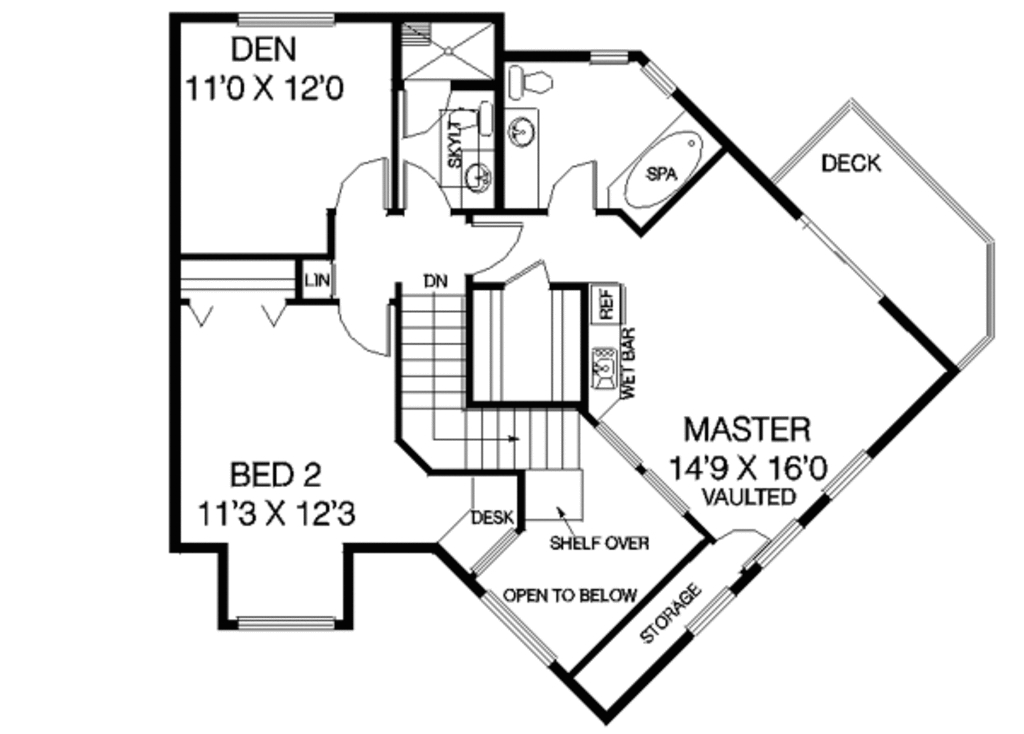 DEN
11'0 X 12'0
SKYLT
SPA
DECK
LIN
DN
REF
WET BAR
MASTER
14'9 X 16'0
VAULTED
BED 2
11'3 X 12'3
DESK
SHELF OVER
OPEN TO BELOW
STORAGE